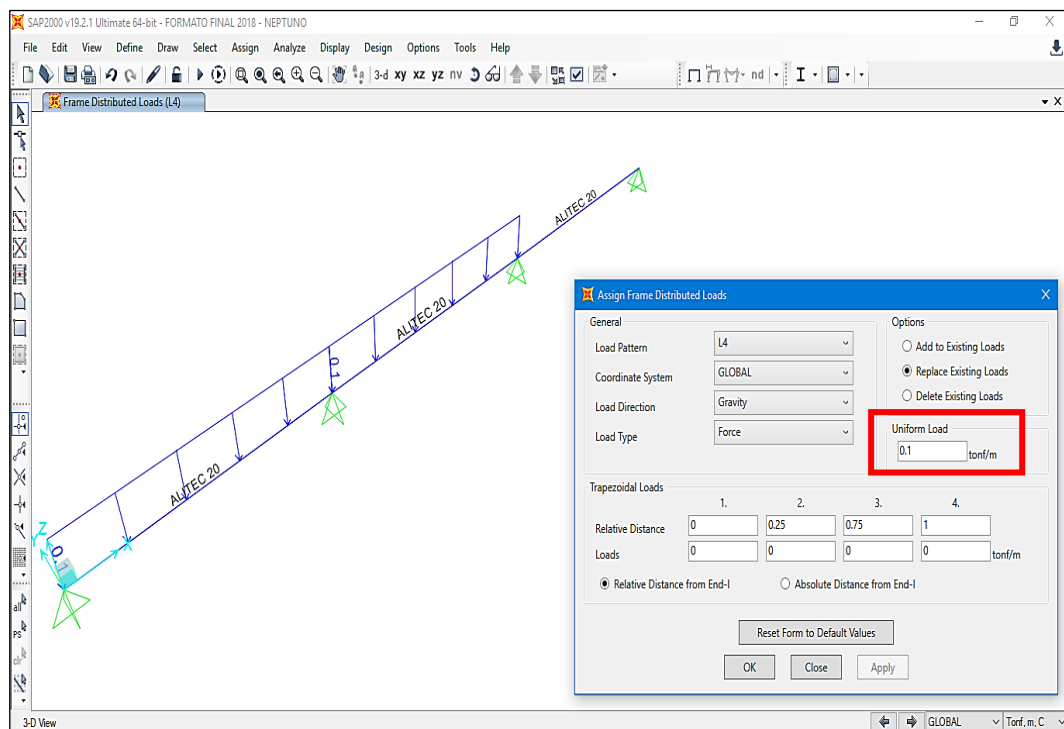 SAP2000 v19.2.1 Ultimate 64-bit - FORMATO FINAL 2018 - NEPTUNO
File Edit View Define Draw Select Assign Analyze Display Design Options Tools Help
3-d xy xz yz nv nd
Frame Distributed Loads (L4)
ALITEC 20
ALITEC 20
0.1
ALITEC 20
Z
Y
X
0.1
all
PS
clr
Assign Frame Distributed Loads
General
Load Pattern L4
Coordinate System GLOBAL
Load Direction Gravity
Load Type Force
Options
Add to Existing Loads
Replace Existing Loads
Delete Existing Loads
Uniform Load
0.1 tonf/m
Trapezoidal Loads
1. 2. 3. 4.
Relative Distance 0 0.25 0.75 1
Loads 0 0 0 0 tonf/m
Relative Distance from End-I Absolute Distance from End-I
Reset Form to Default Values
OK Close Apply
3-D View GLOBAL Tonf, m, C